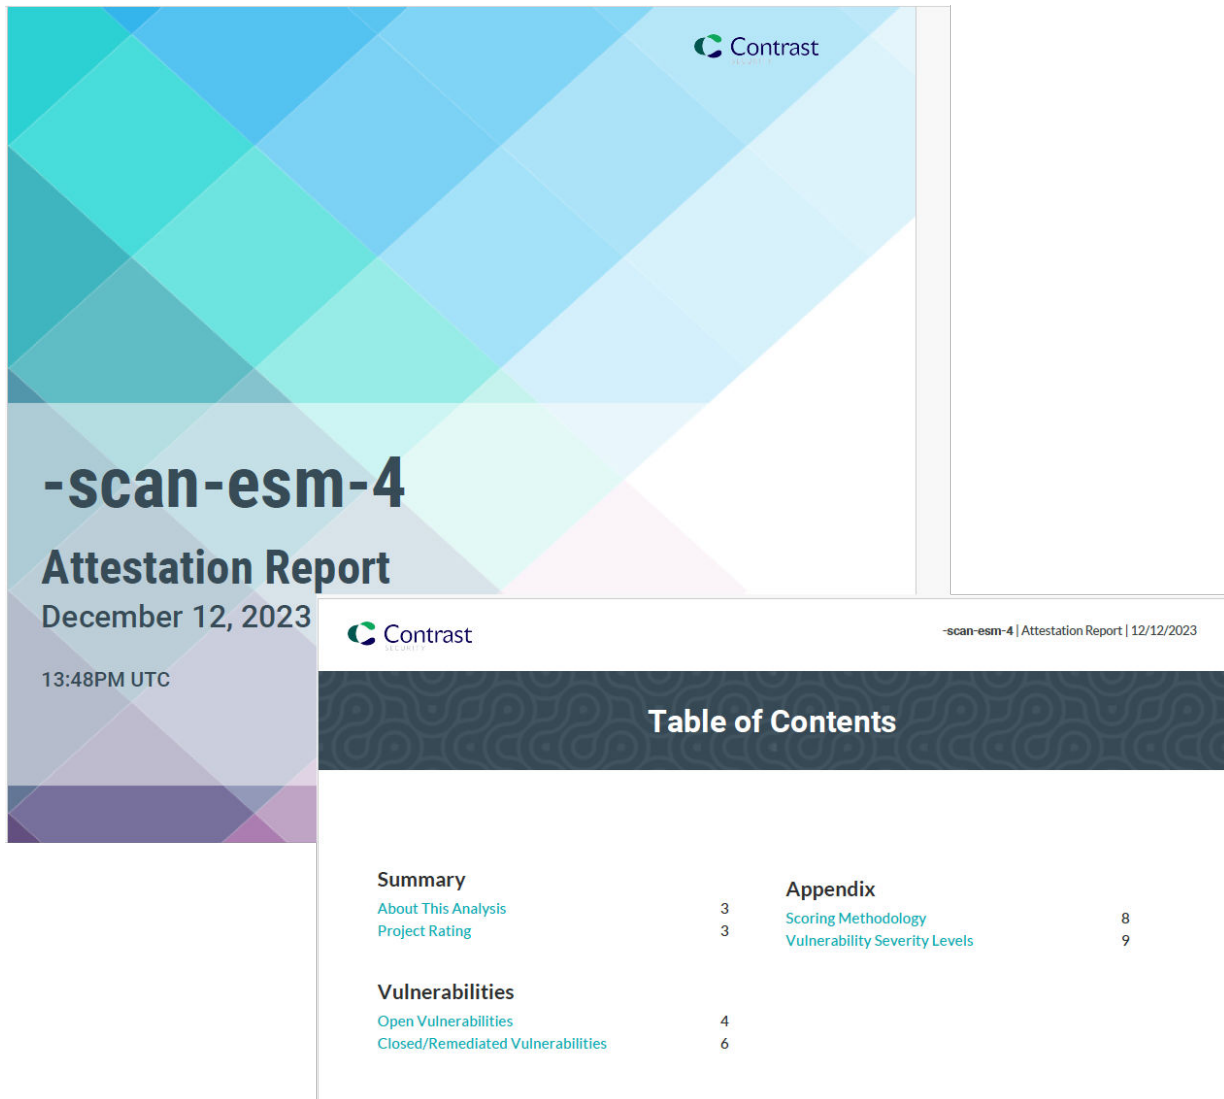 Contrast
SECURITY
-scan-esm-4
Attestation Report
December 12, 2023
13:48PM UTC
Contrast
SECURITY
-scan-esm-4 | Attestation Report | 12/12/2023
Table of Contents
Summary
About This Analysis 3
Project Rating 3
Vulnerabilities
Open Vulnerabilities 4
Closed/Remediated Vulnerabilities 6
Appendix
Scoring Methodology 8
Vulnerability Severity Levels 9